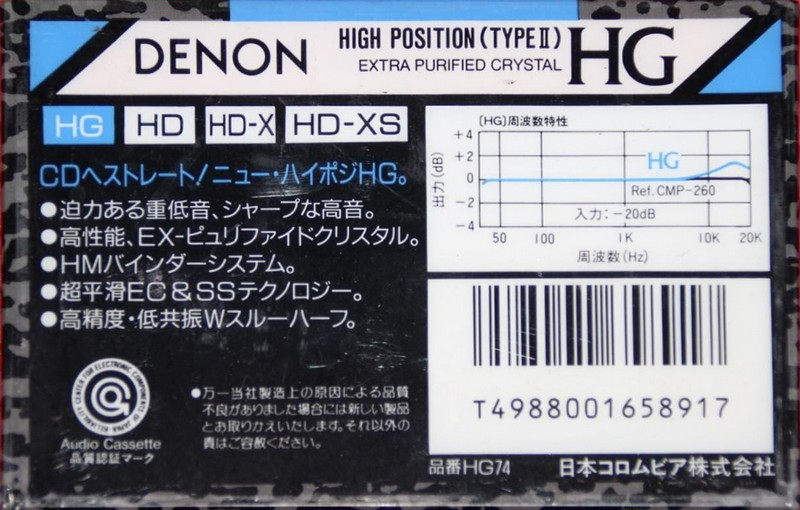 DENON
HIGH POSITION(TYPEⅡ)
EXTRA PURIFIED CRYSTAL
HG
HG HD HD-X HD-XS
CDへストレート!ニュー・ハイポジHG。
●迫力ある重低音、シャープな高音。
●高性能、EX-ピュリファイドクリスタル。
●HMバインダーシステム。
●超平滑EC&SSテクノロジー。
●高精度・低共振Wスルーハーフ。
[HG]周波数特性
出力(dB)
+4
+2
0
-2
-4
HG
Ref.CMP-260
入力:-20dB
50 100 1K 10K 20K
周波数(Hz)
T4988001658917
RELIABILITY CENTER FOR ELECTRONIC COMPONENTS OF JAPAN
Audio Cassette
品質認証マーク
●万一当社製造上の原因による品質
不良がありました場合には新しい製品
とお取りかえいたします。それ以外の
責はご容赦ください。
品番HG74
日本コロムビア株式会社